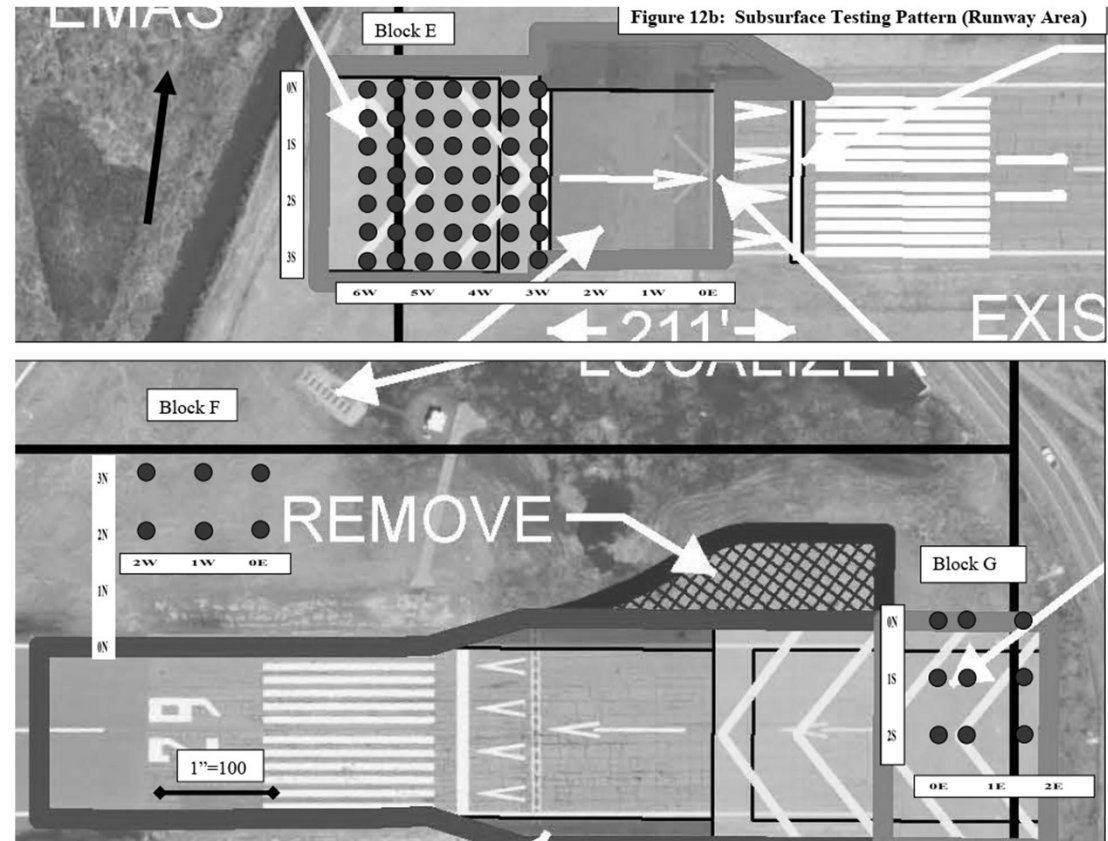 EMAS
Block E
Figure 12b: Subsurface Testing Pattern (Runway Area)
0N
1S
2S
3S
6W 5W 4W 3W 2W 1W 0E
211'
EXIS
LOCALIZER
Block F
3N
2N
1N
0N
2W 1W 0E
REMOVE
Block G
0N
1S
2S
29
1”=100
0E 1E 2E